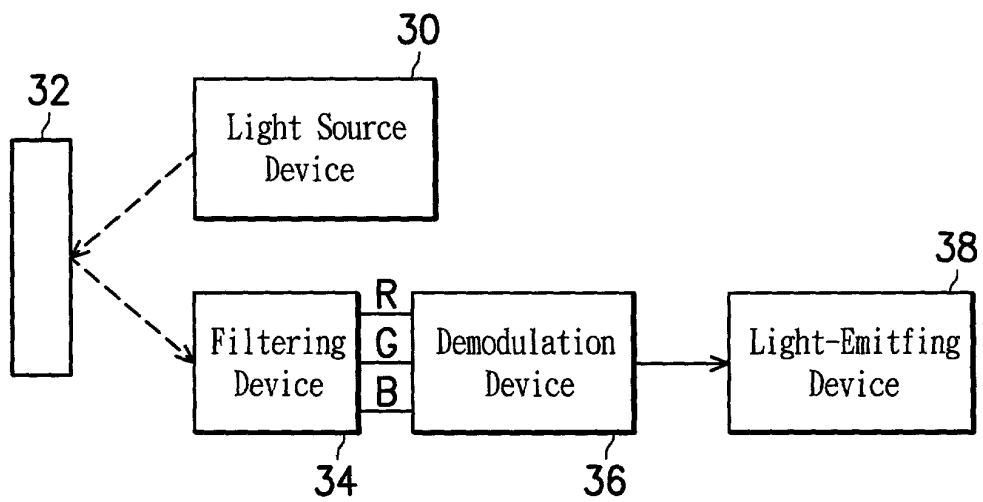 30
32
Light Source
Device
38
R
G
B
Filtering
Device
Demodulation
Device
Light-Emitfing
Device
34
36